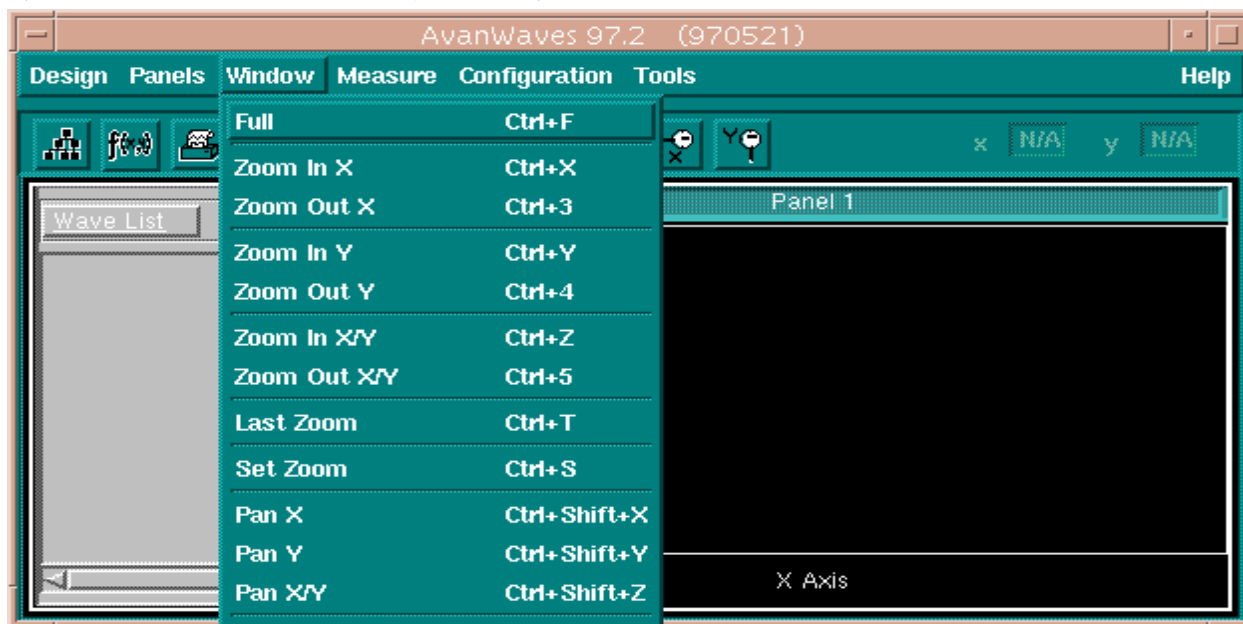 AvanWaves 97.2 (970521)
Design Panels Window Measure Configuration Tools Help
Full Ctrl+F
f(x,y) x N/A y N/A
X Y
Zoom In X Ctrl+X
Wave List Zoom Out X Ctrl+3 Panel 1
Zoom In Y Ctrl+Y
Zoom Out Y Ctrl+4
Zoom In X/Y Ctrl+Z
Zoom Out X/Y Ctrl+5
Last Zoom Ctrl+T
Set Zoom Ctrl+S
Pan X Ctrl+Shift+X
Pan Y Ctrl+Shift+Y
X Axis
Pan X/Y Ctrl+Shift+Z